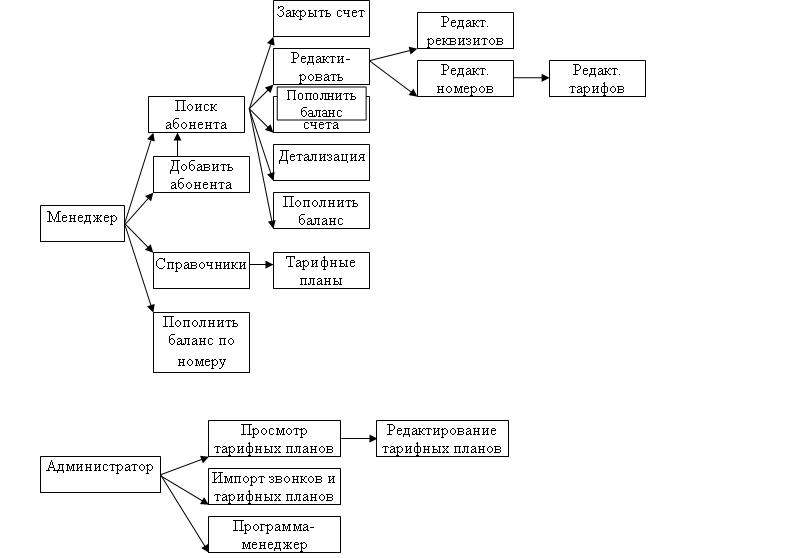 Закрыть счет
Редакти-
ровать
Редакт.
реквизитов
Редакт.
номеров
Редакт.
тарифов
Поиск
абонента
Пополнить
баланс
счета
Добавить
абонента
Детализация
Пополнить
баланс
Менеджер
Справочники
Тарифные
планы
Пополнить
баланс по
номеру
Просмотр
тарифных планов
Редактирование
тарифных планов
Администратор
Импорт звонков и
тарифных планов
Программа-
менеджер